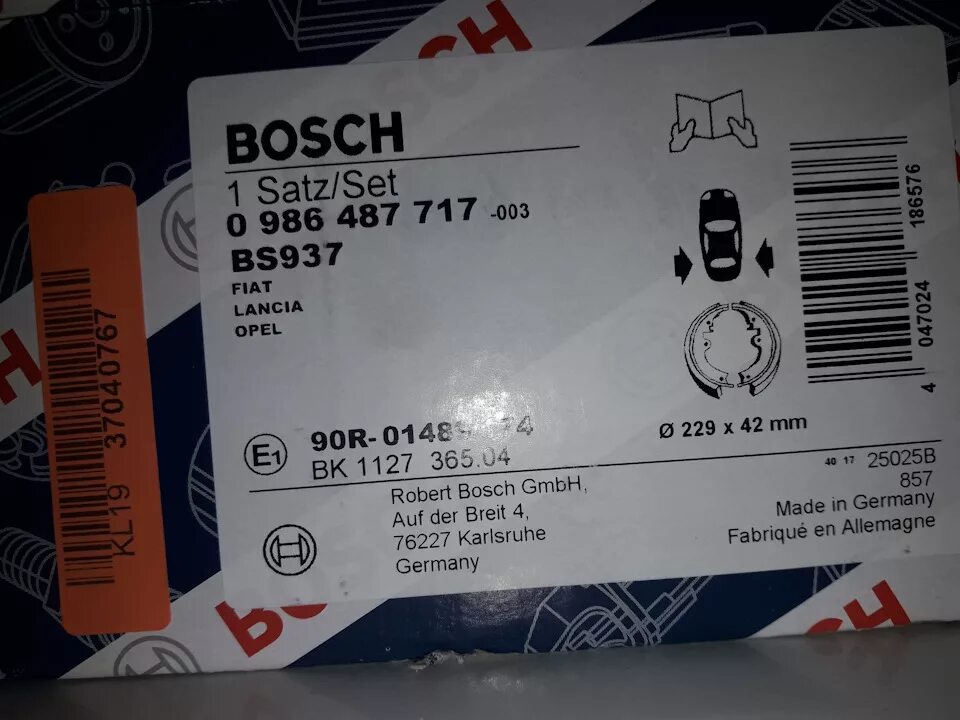 BOSCH
BOSCH
1 Satz/Set
0 986 487 717 -003
BS937
FIAT
LANCIA
OPEL
186576
047024
4
KL19 37040767
Ø 229 x 42 mm
E1
BK 1127 365.04
40 17 25025B
857
Made in Germany
Fabriqué en Allemagne
Robert Bosch GmbH,
Auf der Breit 4,
76227 Karlsruhe
Germany